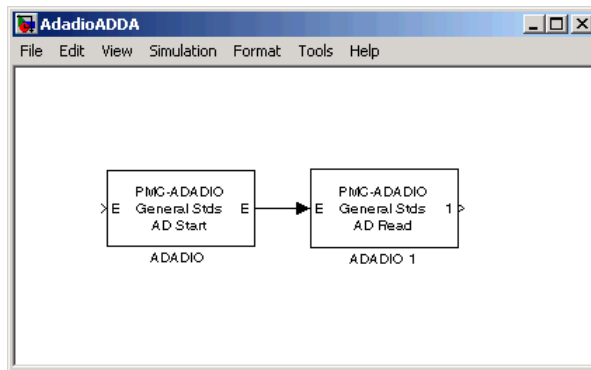 AdadioADDA
File Edit View Simulation Format Tools Help
PMC-ADADIO
General Stds
AD Start
E
E
ADADIO
PMC-ADADIO
General Stds
AD Read
E
1
ADADIO 1